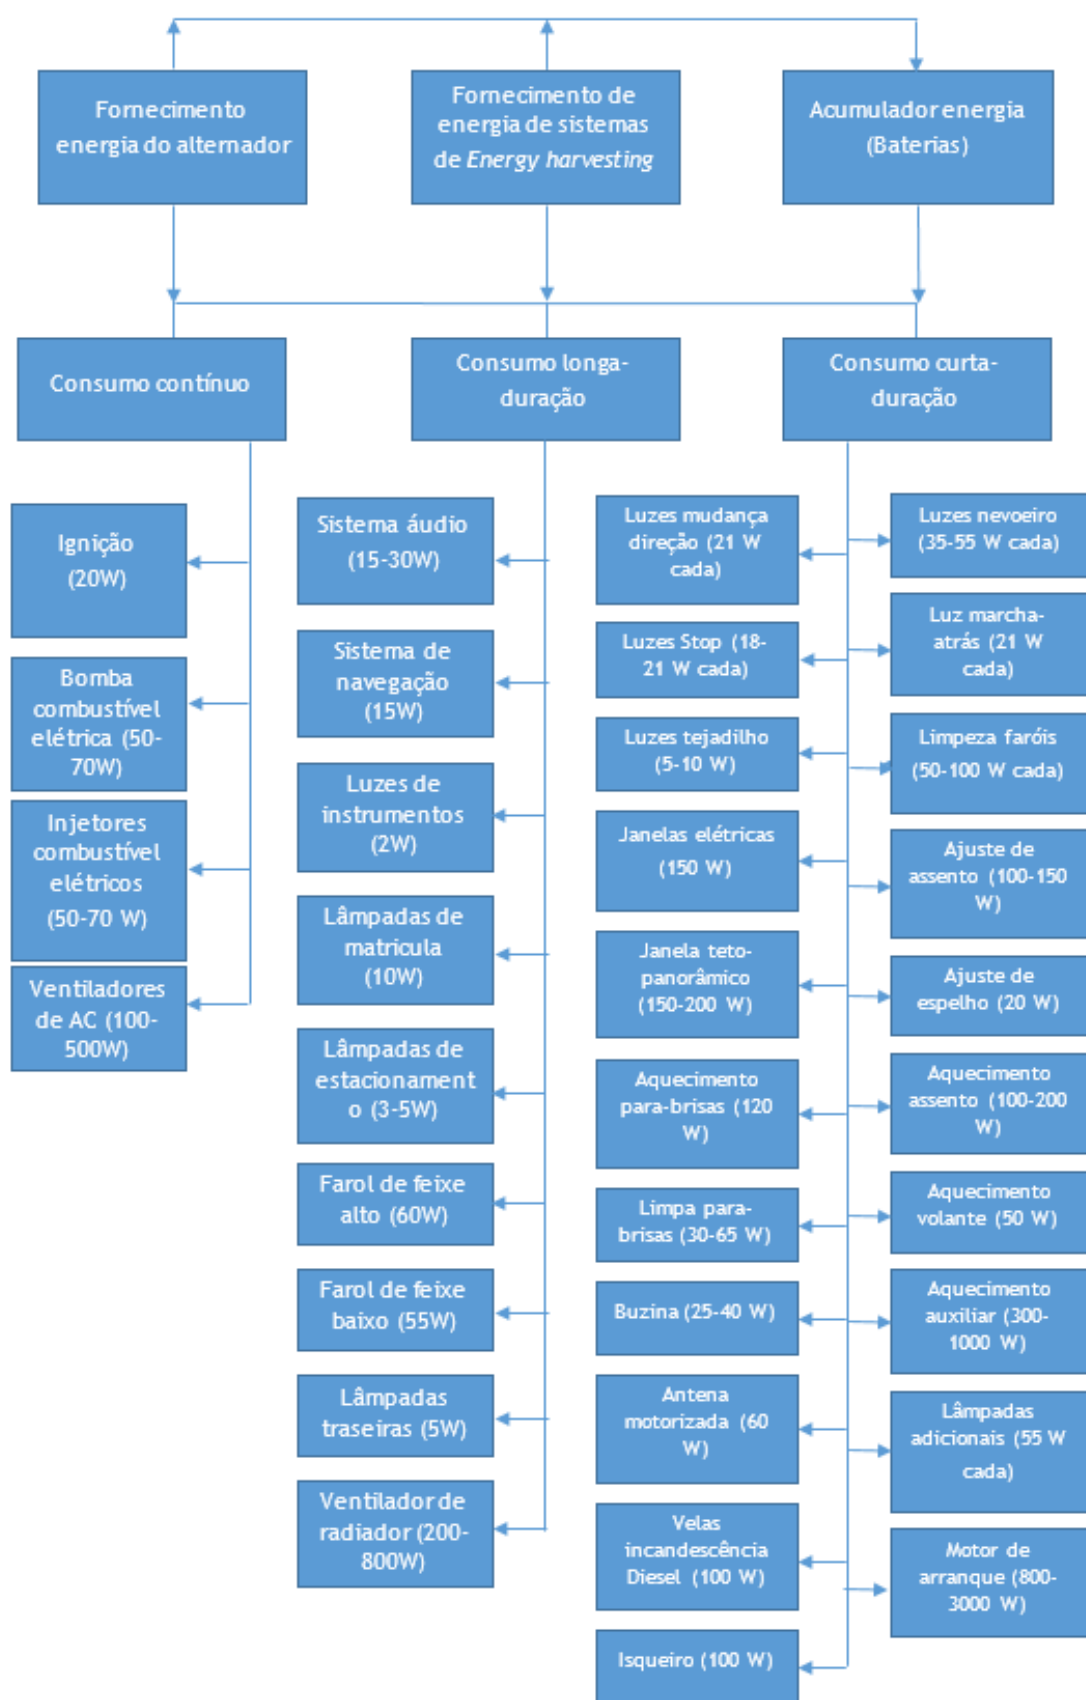 Fornecimento
energia do alternador
Fornecimento de
energia de sistemas
de Energy harvesting
Acumulador energia
(Baterias)
Consumo contínuo
Consumo longa-
duração
Consumo curta-
duração
Ignição
(20W)
Bomba
combustível
elétrica (50-
70W)
Injetores
combustível
elétricos
(50-70 W)
Ventiladores
de AC (100-
500W)
Sistema áudio
(15-30W)
Sistema de
navegação
(15W)
Luzes de
instrumentos
(2W)
Lâmpadas de
matricula
(10W)
Lâmpadas de
estacionament
o (3-5W)
Farol de feixe
alto (60W)
Farol de feixe
baixo (55W)
Lâmpadas
traseiras (5W)
Ventilador de
radiador (200-
800W)
Luzes mudança
direção (21 W
cada)
Luzes Stop (18-
21 W cada)
Luzes tejadilho
(5-10 W)
Janelas elétricas
(150 W)
Janela teto-
panorâmico
(150-200 W)
Aquecimento
para-brisas (120
W)
Limpa para-
brisas (30-65 W)
Buzina (25-40 W)
Antena
motorizada (60
W)
Velas
incandescência
Diesel (100 W)
Isqueiro (100 W)
Luzes nevoeiro
(35-55 W cada)
Luz marcha-
atrás (21 W
cada)
Limpeza faróis
(50-100 W cada)
Ajuste de
assento (100-150
W)
Ajuste de
espelho (20 W)
Aquecimento
assento (100-200
W)
Aquecimento
volante (50 W)
Aquecimento
auxiliar (300-
1000 W)
Lâmpadas
adicionais (55 W
cada)
Motor de
arranque (800-
3000 W)